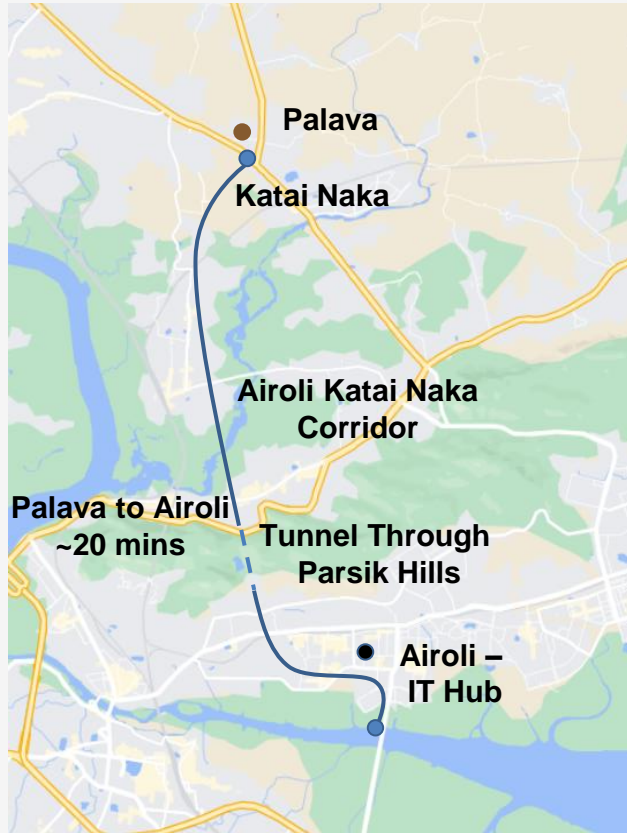 Palava
Katai Naka
Airoli Katai Naka
Corridor
Palava to Airoli
~20 mins
Tunnel Through
Parsik Hills
Airoli –
IT Hub